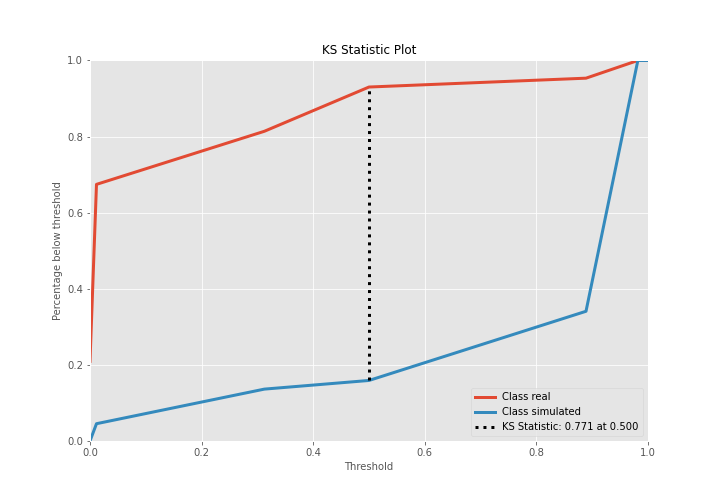 KS Statistic Plot
1.0
0.8
0.6
0.4
0.2
0.0
Percentage below threshold
0.0 0.2 0.4 0.6 0.8 1.0
Threshold
Class real
Class simulated
KS Statistic: 0.771 at 0.500